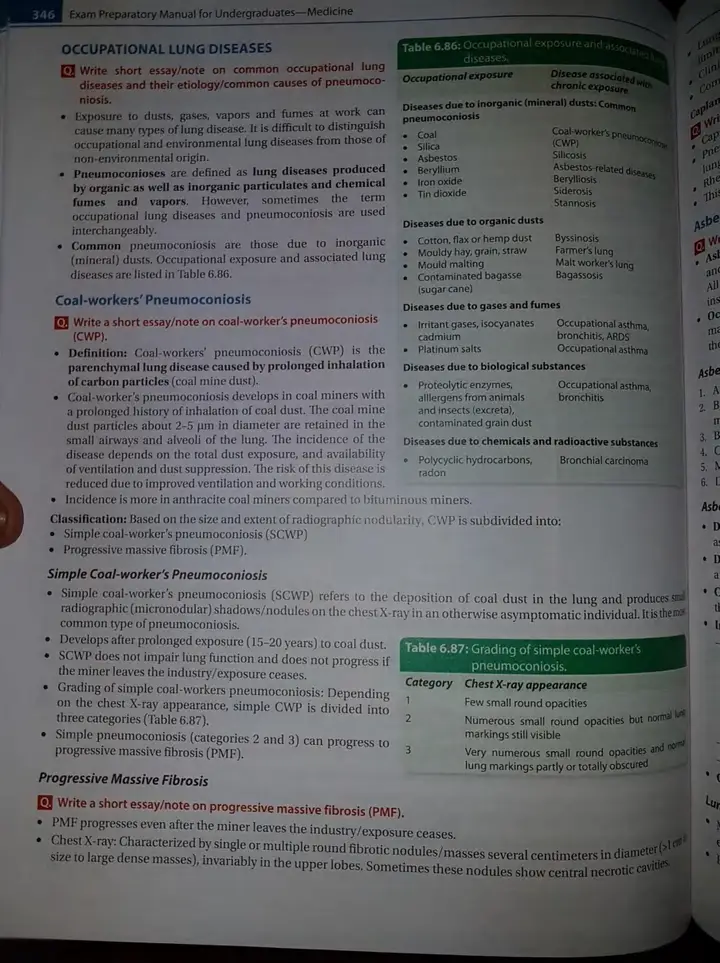 346 Exam Preparatory Manual for Undergraduates—Medicine
OCCUPATIONAL LUNG DISEASES
Q. Write short essay/note on common occupational lung
diseases and their etiology/common causes of pneumoco-
niosis.
• Exposure to dusts, gases, vapors and fumes at work can
cause many types of lung disease. It is difficult to distinguish
occupational and environmental lung diseases from those of
non-environmental origin.
• Pneumoconioses are defined as lung diseases produced
by organic as well as inorganic particulates and chemical
fumes and vapors. However, sometimes the term
occupational lung diseases and pneumoconiosis are used
interchangeably.
• Common pneumoconiosis are those due to inorganic
(mineral) dusts. Occupational exposure and associated lung
diseases are listed in Table 6.86.
Coal-workers' Pneumoconiosis
Q. Write a short essay/note on coal-worker's pneumoconiosis
(CWP).
• Definition: Coal-workers' pneumoconiosis (CWP) is the
parenchymal lung disease caused by prolonged inhalation
of carbon particles (coal mine dust).
• Coal-worker's pneumoconiosis develops in coal miners with
a prolonged history of inhalation of coal dust. The coal mine
dust particles about 2–5 µm in diameter are retained in the
small airways and alveoli of the lung. The incidence of the
disease depends on the total dust exposure, and availability
of ventilation and dust suppression. The risk of this disease is
reduced due to improved ventilation and working conditions.
• Incidence is more in anthracite coal miners compared to bituminous miners.
Table 6.86: Occupational exposure and associated lung
diseases.
Occupational exposure Disease associated with
chronic exposure
Diseases due to inorganic (mineral) dusts: Common
pneumoconiosis
• Coal Coal-worker's pneumoconiosis
(CWP)
• Silica Silicosis
• Asbestos Asbestos-related diseases
• Beryllium Berylliosis
• Iron oxide Siderosis
• Tin dioxide Stannosis
Diseases due to organic dusts
• Cotton, flax or hemp dust Byssinosis
• Mouldy hay, grain, straw Farmer's lung
• Mould malting Malt worker's lung
• Contaminated bagasse Bagassosis
(sugar cane)
Diseases due to gases and fumes
• Irritant gases, isocyanates Occupational asthma,
cadmium bronchitis, ARDS
• Platinum salts Occupational asthma
Diseases due to biological substances
• Proteolytic enzymes, Occupational asthma,
alllergens from animals bronchitis
and insects (excreta),
contaminated grain dust
Diseases due to chemicals and radioactive substances
• Polycyclic hydrocarbons, Bronchial carcinoma
radon
Classification: Based on the size and extent of radiographic nodularity, CWP is subdivided into:
• Simple coal-worker's pneumoconiosis (SCWP)
• Progressive massive fibrosis (PMF).
Simple Coal-worker's Pneumoconiosis
• Simple coal-worker's pneumoconiosis (SCWP) refers to the deposition of coal dust in the lung and produces small
radiographic (micronodular) shadows/nodules on the chest X-ray in an otherwise asymptomatic individual. It is the most
common type of pneumoconiosis.
• Develops after prolonged exposure (15–20 years) to coal dust.
• SCWP does not impair lung function and does not progress if
the miner leaves the industry/exposure ceases.
• Grading of simple coal-workers pneumoconiosis: Depending
on the chest X-ray appearance, simple CWP is divided into
three categories (Table 6.87).
• Simple pneumoconiosis (categories 2 and 3) can progress to
progressive massive fibrosis (PMF).
Table 6.87: Grading of simple coal-worker's
pneumoconiosis.
Category Chest X-ray appearance
1 Few small round opacities
2 Numerous small round opacities but normal lung
markings still visible
3 Very numerous small round opacities and normal
lung markings partly or totally obscured
Progressive Massive Fibrosis
Q. Write a short essay/note on progressive massive fibrosis (PMF).
• PMF progresses even after the miner leaves the industry/exposure ceases.
• Chest X-ray: Characterized by single or multiple round fibrotic nodules/masses several centimeters in diameter (>1 cm in
size to large dense masses), invariably in the upper lobes. Sometimes these nodules show central necrotic cavities.